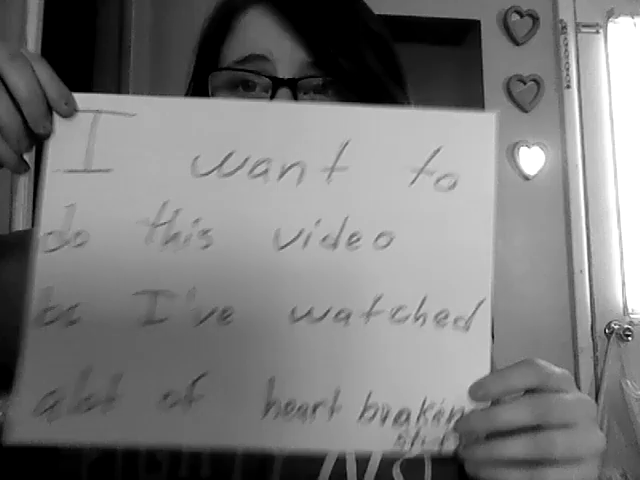 I want to
do this video
bc I've watched
alot of heart